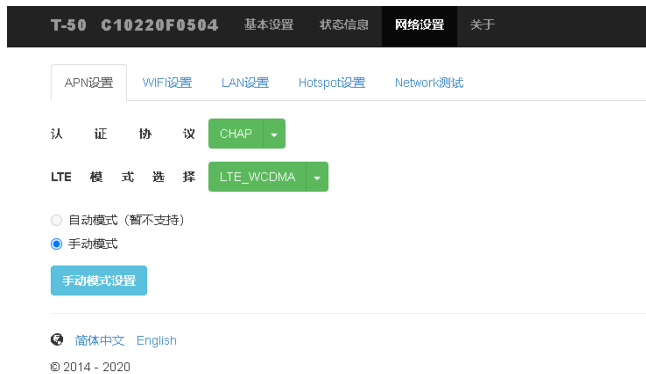 T-50 C10220F0504 基本设置 状态信息 网络设置 关于
APN设置 WIFI设置 LAN设置 Hotspot设置 Network测试
认 证 协 议 CHAP
LTE 模 式 选 择 LTE_WCDMA
自动模式（暂不支持）
手动模式
手动模式设置
简体中文 English
© 2014 - 2020